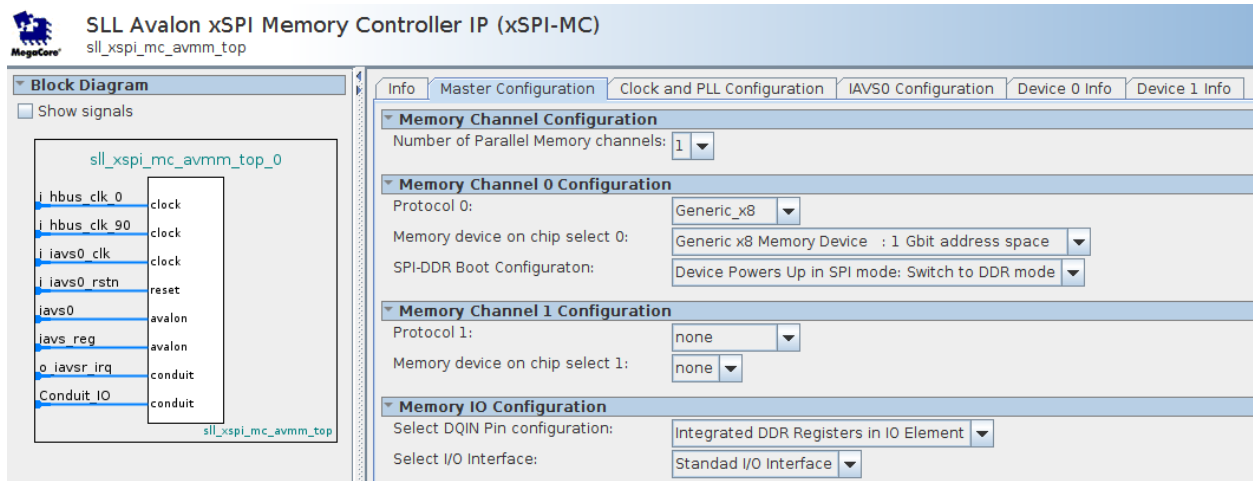 SLL Avalon xSPI Memory Controller IP (xSPI-MC)
sll_xspi_mc_avmm_top
MegaCore'
Block Diagram
Show signals
sll_xspi_mc_avmm_top_0
i_hbus_clk_0
clock
i_hbus_clk_90
clock
i_iavs0_clk
clock
i_iavs0_rstn
reset
iavs0
avalon
iavs_reg
avalon
o_iavsr_irq
conduit
Conduit_IO
conduit
sll_xspi_mc_avmm_top
Info Master Configuration Clock and PLL Configuration IAVS0 Configuration Device 0 Info Device 1 Info
Memory Channel Configuration
Number of Parallel Memory channels: 1
Memory Channel 0 Configuration
Protocol 0: Generic_x8
Memory device on chip select 0: Generic x8 Memory Device : 1 Gbit address space
SPI-DDR Boot Configuraton: Device Powers Up in SPI mode: Switch to DDR mode
Memory Channel 1 Configuration
Protocol 1: none
Memory device on chip select 1: none
Memory IO Configuration
Select DQIN Pin configuration: Integrated DDR Registers in IO Element
Select I/O Interface: Standad I/O Interface